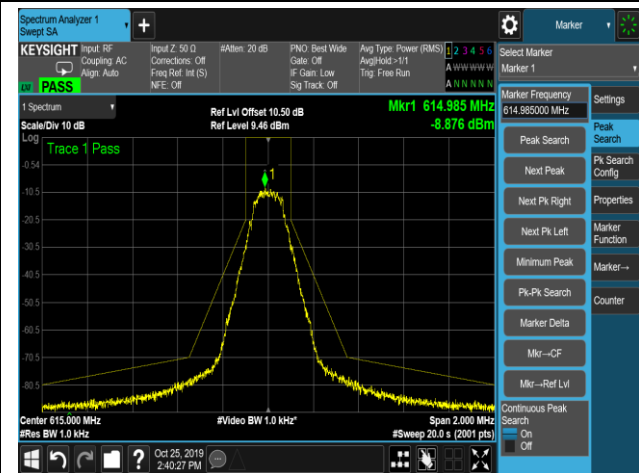 Spectrum Analyzer 1
Swept SA
+
Marker
KEYSIGHT
Input: RF
Coupling: AC
Align: Auto
Input Z: 50 Ω
Corrections: Off
Freq Ref: Int (S)
NFE: Off
#Atten: 20 dB
PNO: Best Wide
Gate: Off
IF Gain: Low
Sig Track: Off
Avg Type: Power (RMS)
Avg|Hold:>1/1
Trig: Free Run
1 2 3 4 5 6
A W W W W W
A N N N N N
PASS
Select Marker
Marker 1
1 Spectrum
Scale/Div 10 dB
Log
Ref Lvl Offset 10.50 dB
Ref Level 9.46 dBm
Mkr1 614.985 MHz
-8.876 dBm
Trace 1 Pass
1
-0.54
-10.5
-20.5
-30.5
-40.5
-50.5
-60.5
-70.5
-80.5
Center 615.000 MHz
#Res BW 1.0 kHz
#Video BW 1.0 kHz*
Span 2.000 MHz
#Sweep 20.0 s (2001 pts)
Marker Frequency
614.985000 MHz
Peak Search
Next Peak
Next Pk Right
Next Pk Left
Minimum Peak
Pk-Pk Search
Marker Delta
Mkr→CF
Mkr→Ref Lvl
Continuous Peak
Search
On
Off
Settings
Peak
Search
Pk Search
Config
Properties
Marker
Function
Marker→
Counter
?
Oct 25, 2019
2:40:27 PM